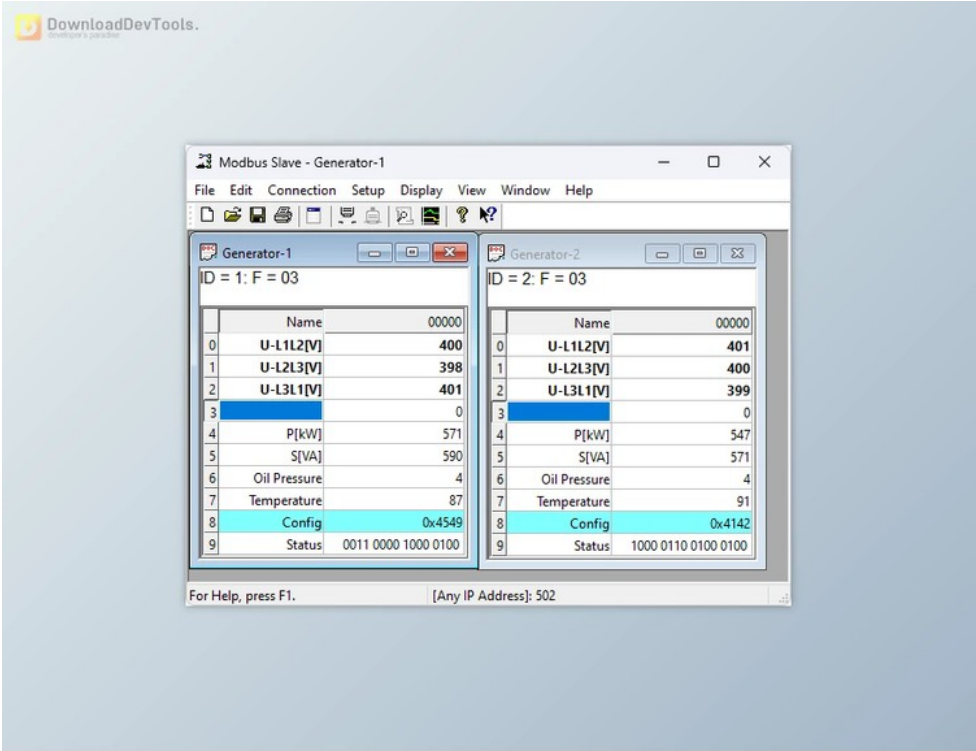 DownloadDevTools.
developer's paradise
Modbus Slave - Generator-1
File Edit Connection Setup Display View Window Help
Generator-1
ID = 1: F = 03
Name 00000
0 U-L1L2[V] 400
1 U-L2L3[V] 398
2 U-L3L1[V] 401
3 0
4 P[kW] 571
5 S[VA] 590
6 Oil Pressure 4
7 Temperature 87
8 Config 0x4549
9 Status 0011 0000 1000 0100
Generator-2
ID = 2: F = 03
Name 00000
0 U-L1L2[V] 401
1 U-L2L3[V] 400
2 U-L3L1[V] 399
3 0
4 P[kW] 547
5 S[VA] 571
6 Oil Pressure 4
7 Temperature 91
8 Config 0x4142
9 Status 1000 0110 0100 0100
For Help, press F1. [Any IP Address]: 502